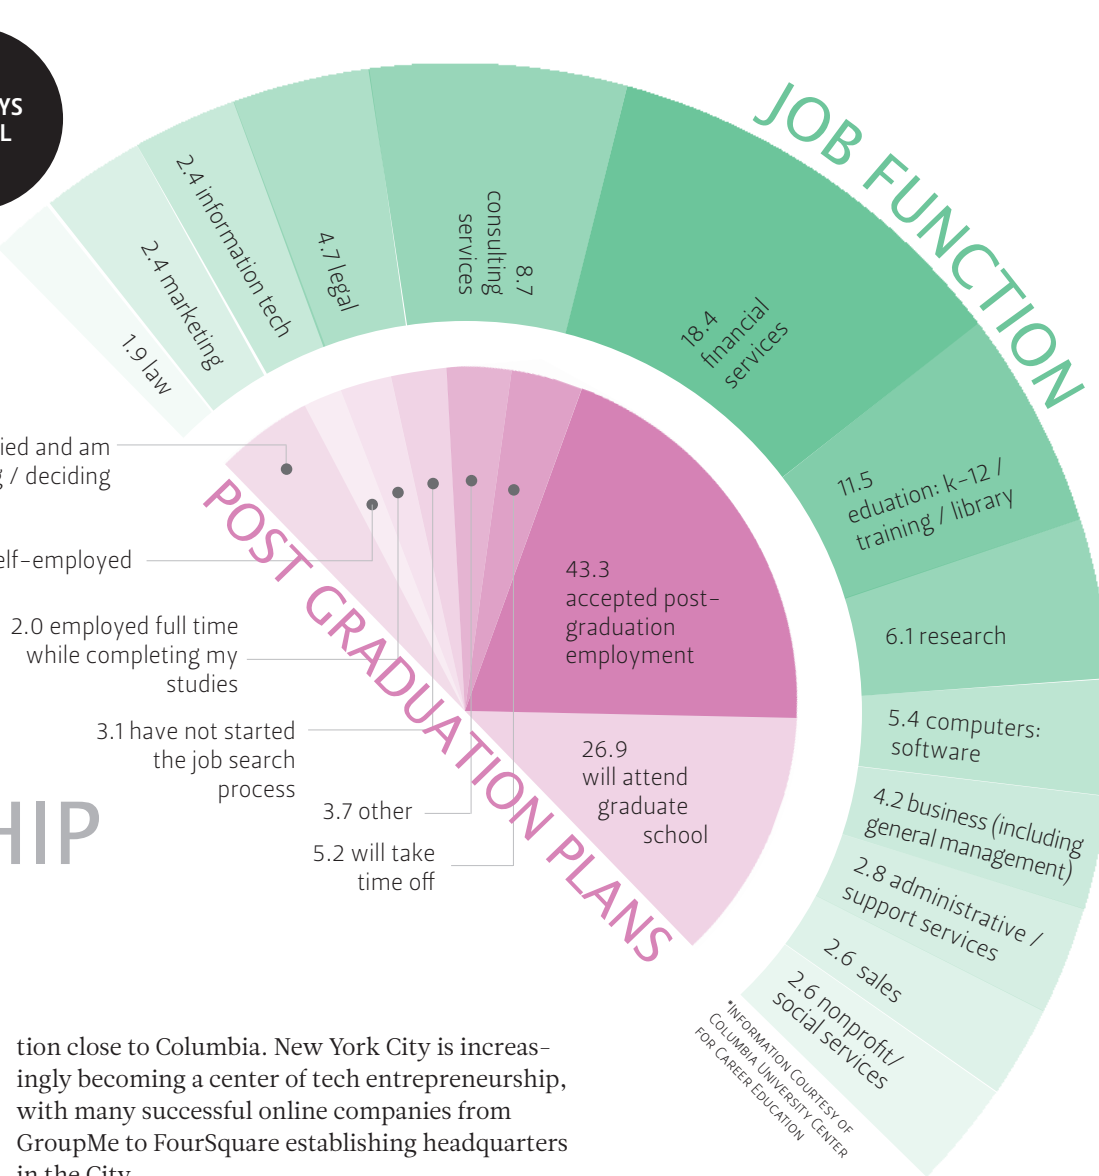 YS
L
JOB FUNCTION
1.9 law
2.4 marketing
2.4 information tech
4.7 legal
8.7
consulting
services
18.4
financial
services
11.5
eduation: k-12 /
training / library
6.1 research
5.4 computers:
software
4.2 business (including
general management)
2.8 administrative /
support services
2.6 sales
2.6 nonprofit/
social services
POST GRADUATION PLANS
ied and am
/ deciding
elf-employed
2.0 employed full time
while completing my
studies
3.1 have not started
the job search
process
3.7 other
5.2 will take
time off
43.3
accepted post-
graduation
employment
26.9
will attend
graduate
school
HIP
*INFORMATION COURTESY OF
COLUMBIA UNIVERSITY CENTER
FOR CAREER EDUCATION
tion close to Columbia. New York City is increas-
ingly becoming a center of tech entrepreneurship,
with many successful online companies from
GroupMe to FourSquare establishing headquarters
in the City.